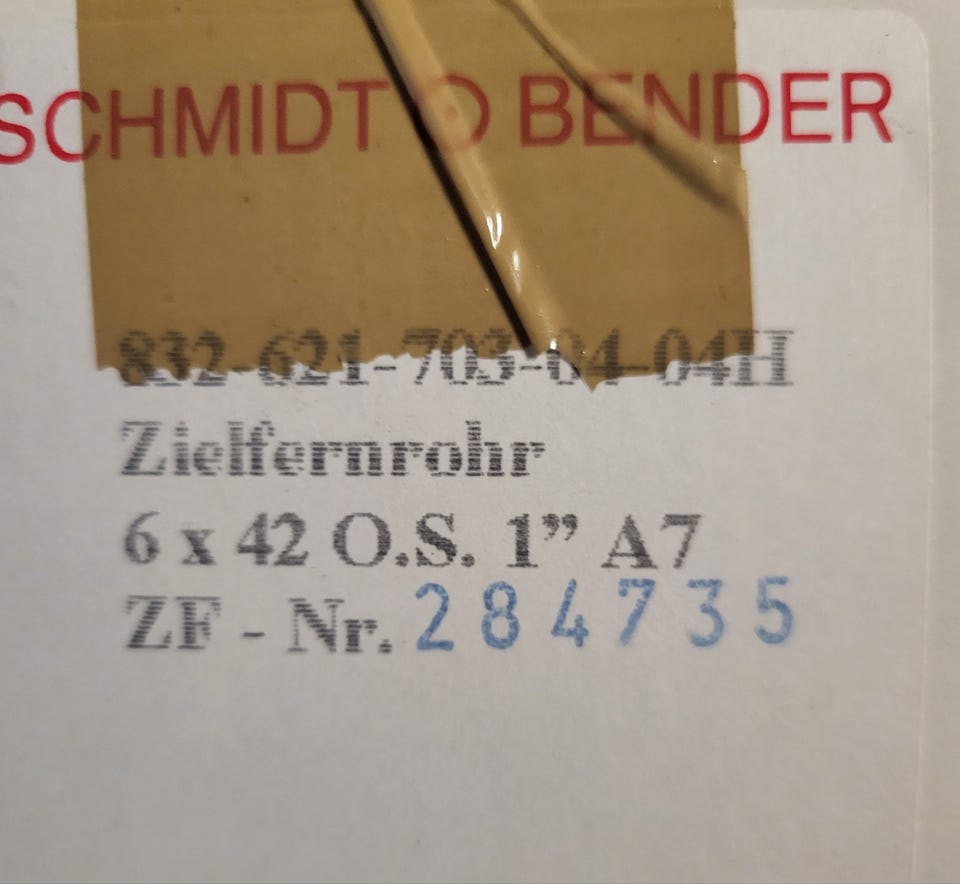 SCHMIDT BENDER
832-621-703-04-04H
Zielfernrohr
6 x 42 O.S. 1” A7
ZF - Nr. 284735